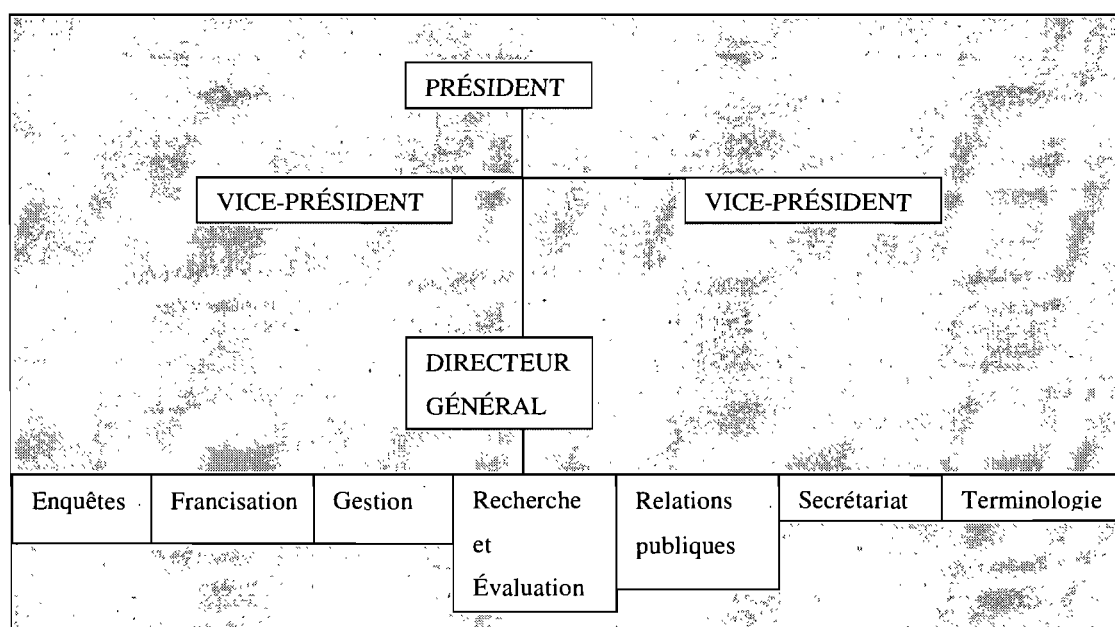 PRÉSIDENT
VICE-PRÉSIDENT
VICE-PRÉSIDENT
DIRECTEUR
GÉNÉRAL
Enquêtes
Francisation
Gestion
Recherche
et
Évaluation
Relations
publiques
Secrétariat
Terminologie